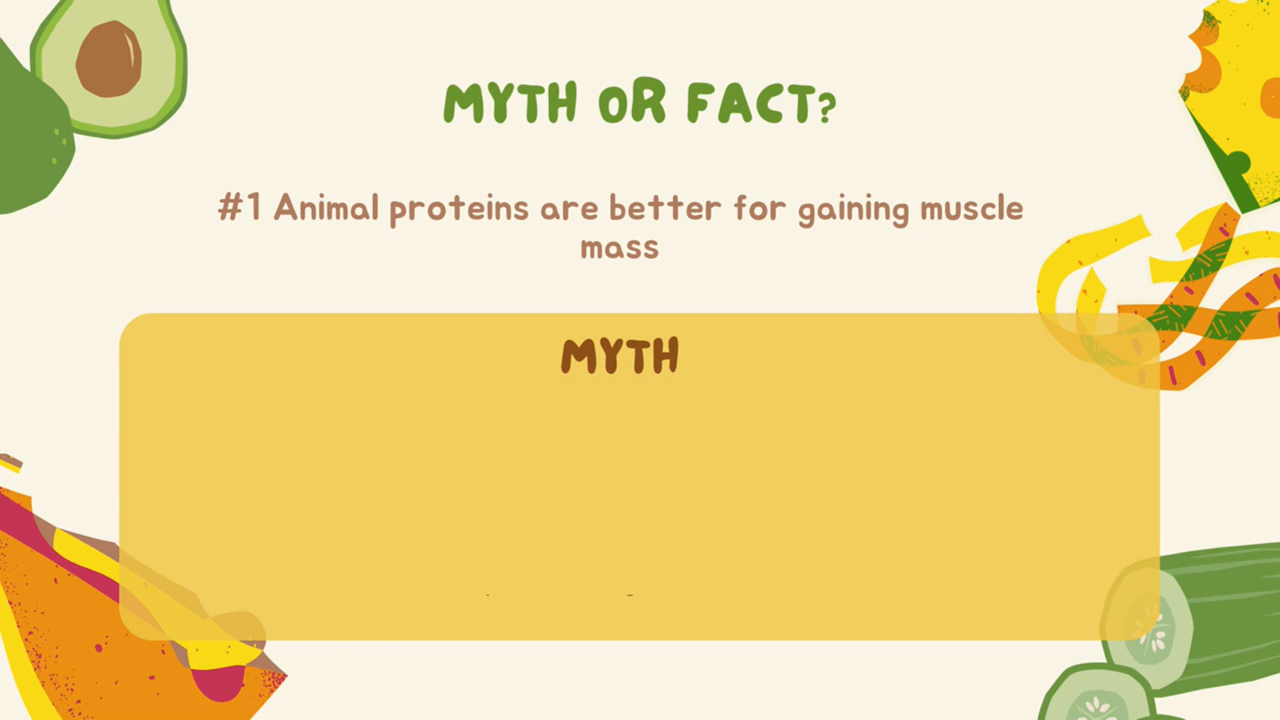 MYTH OR FACT?
#1 Animal proteins are better for gaining muscle
mass
MYTH